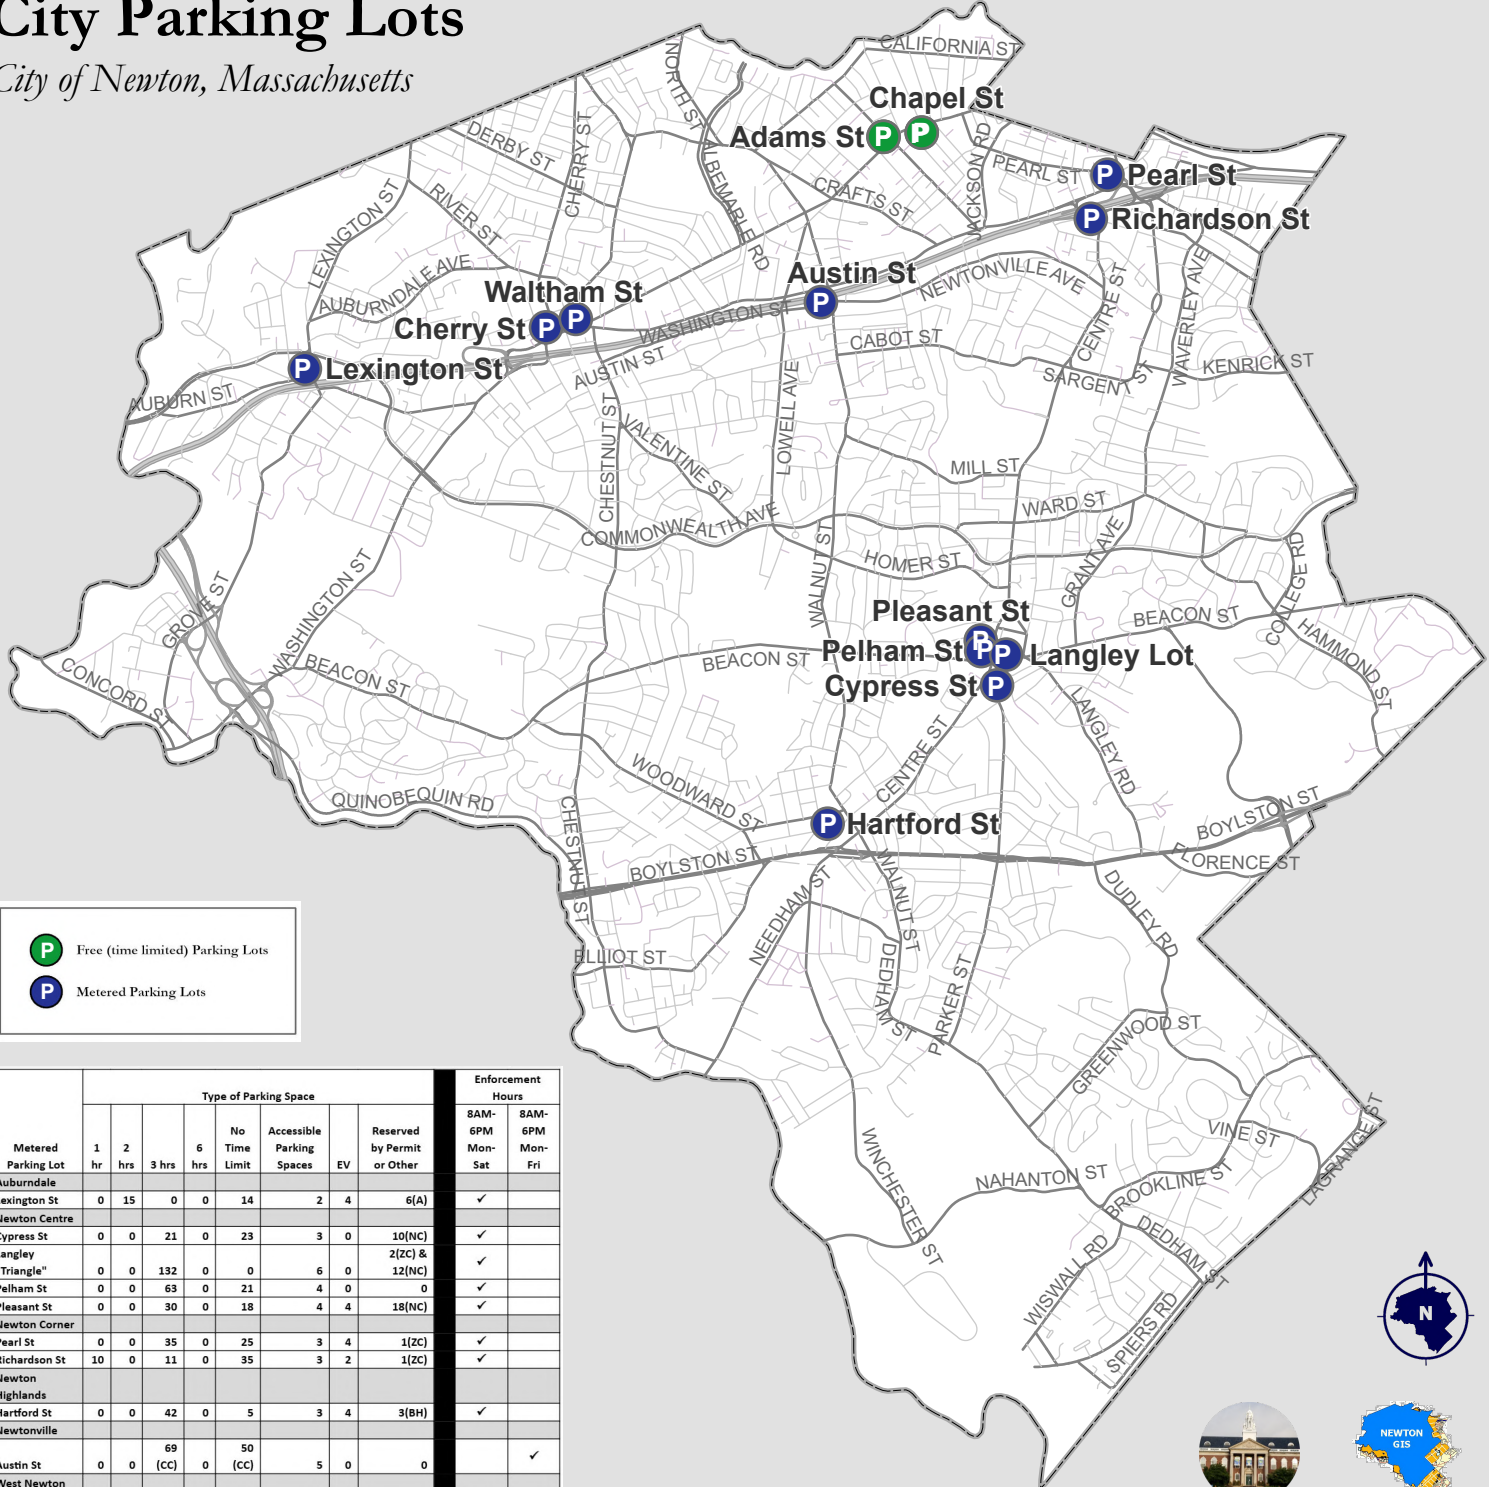 City Parking Lots
City of Newton, Massachusetts
CALIFORNIA ST
NORTH ST
Chapel St
Adams St
P
P
DERBY ST
CHERRY ST
ALBEMARLE RD
CRAFTS ST
JACKSON RD
PEARL ST
P
Pearl St
P
Richardson St
LEXINGTON ST
RIVER ST
AUBURNDALE AVE
Waltham St
P
Cherry St
P
Austin St
P
NEWTONVILLE AVE
CENTRE ST
WAVERLEY AVE
WASHINGTON ST
CABOT ST
P
Lexington St
AUSTIN ST
SARGENT ST
KENRICK ST
AUBURN ST
CHESTNUT ST
VALENTINE ST
LOWELL AVE
MILL ST
WARD ST
COMMONWEALTH AVE
WALNUT ST
HOMER ST
GRANT AVE
COLLEGE RD
GROVE ST
WASHINGTON ST
Pleasant St
P
BEACON ST
HAMMOND ST
CONCORD ST
BEACON ST
BEACON ST
Pelham St
P
P
Langley Lot
Cypress St
P
LANGLEY RD
WOODWARD ST
CENTRE ST
QUINOBEQUIN RD
CHESTNUT ST
P
Hartford St
BOYLSTON ST
BOYLSTON ST
FLORENCE ST
NEEDHAM ST
WALNUT ST
DUDLEY RD
ELLIOT ST
DEDHAM ST
PARKER ST
GREENWOOD ST
VINE ST
LAGRANGE ST
WINCHESTER ST
NAHANTON ST
BROOKLINE ST
DEDHAM ST
WISWALL RD
SPIERS RD
P Free (time limited) Parking Lots
P Metered Parking Lots
Type of Parking Space
Enforcement Hours
Metered Parking Lot 1 hr 2 hrs 3 hrs 6 hrs No Time Limit Accessible Parking Spaces EV Reserved by Permit or Other 8AM-6PM Mon-Sat 8AM-6PM Mon-Fri
Auburndale
Lexington St 0 15 0 0 14 2 4 6(A) ✓
Newton Centre
Cypress St 0 0 21 0 23 3 0 10(NC) ✓
Langley "Triangle" 0 0 132 0 0 6 0 2(ZC) & 12(NC) ✓
Pelham St 0 0 63 0 21 4 0 0 ✓
Pleasant St 0 0 30 0 18 4 4 18(NC) ✓
Newton Corner
Pearl St 0 0 35 0 25 3 4 1(ZC) ✓
Richardson St 10 0 11 0 35 3 2 1(ZC) ✓
Newton Highlands
Hartford St 0 0 42 0 5 3 4 3(BH) ✓
Newtonville
Austin St 0 0 69 (CC) 0 50 (CC) 5 0 0 ✓
West Newton
N
NEWTON
GIS